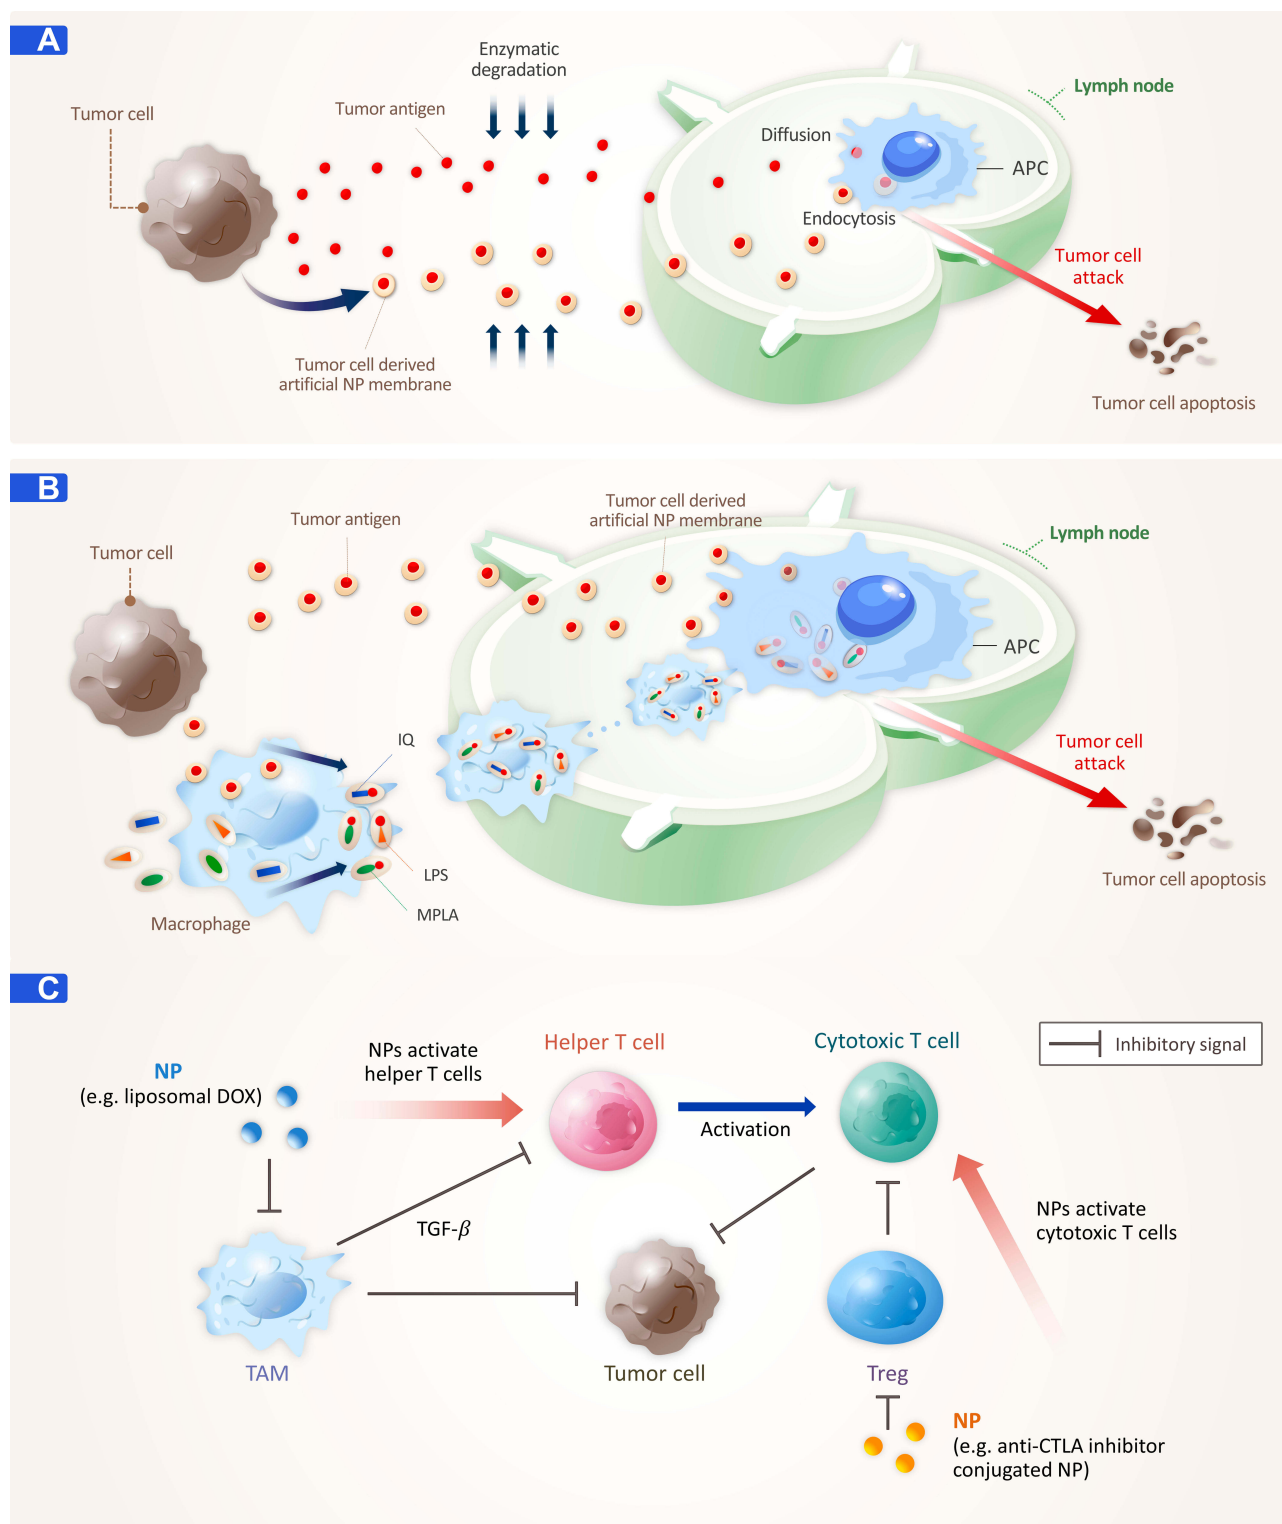 A
Enzymatic
degradation
Tumor cell
Tumor antigen
Lymph node
Diffusion
APC
Endocytosis
Tumor cell
attack
Tumor cell derived
artificial NP membrane
Tumor cell apoptosis
B
Tumor cell derived
artificial NP membrane
Tumor antigen
Lymph node
Tumor cell
APC
IQ
Tumor cell
attack
LPS
MPLA
Macrophage
Tumor cell apoptosis
C
Helper T cell
Cytotoxic T cell
Inhibitory signal
NPs activate
helper T cells
NP
(e.g. liposomal DOX)
Activation
TGF-β
NPs activate
cytotoxic T cells
TAM
Tumor cell
Treg
NP
(e.g. anti-CTLA inhibitor
conjugated NP)